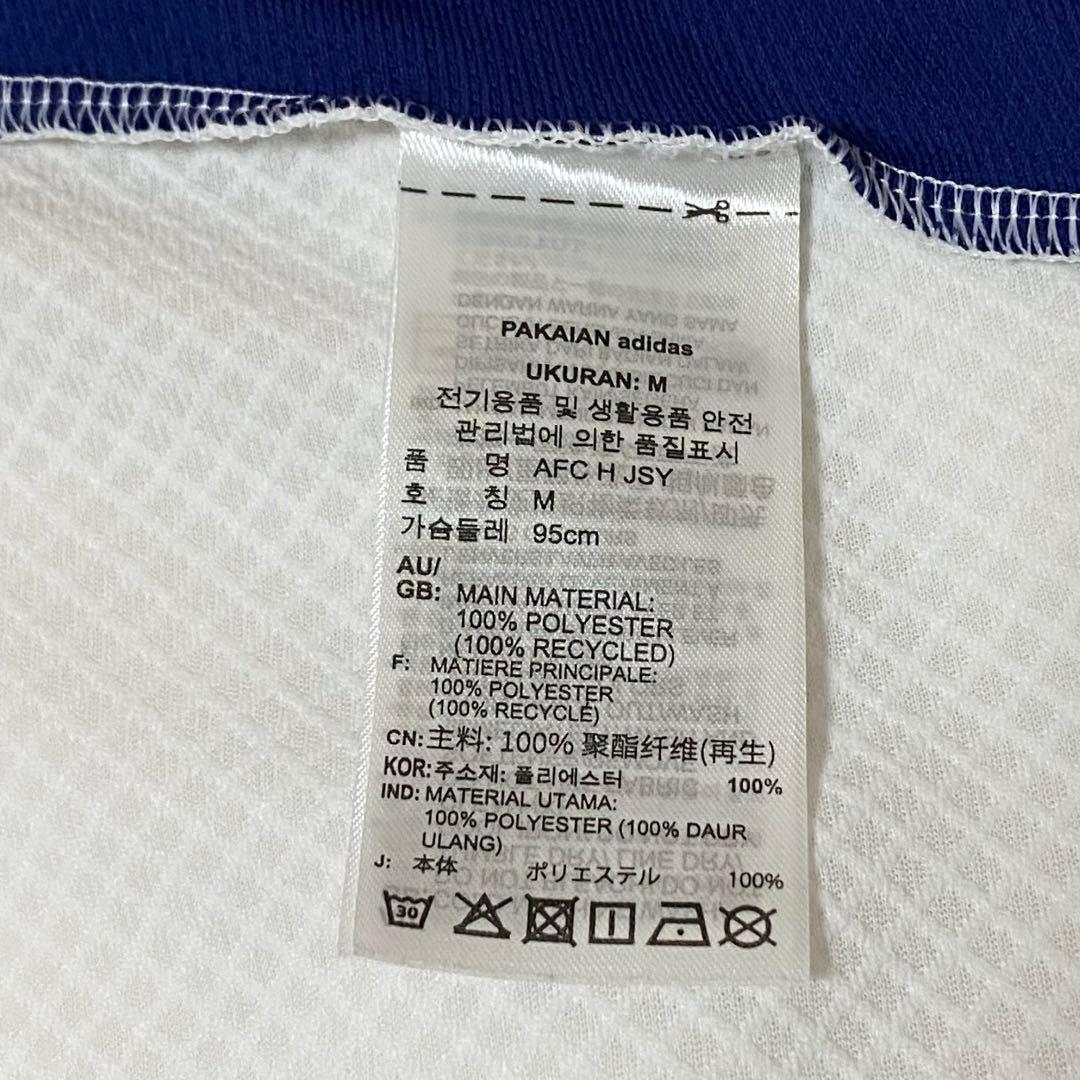 PAKAIAN adidas
UKURAN: M
전기용품 및 생활용품 안전
관리법에 의한 품질표시
품 명 AFC H JSY
호 칭 M
가슴둘레 95cm
AU/
GB: MAIN MATERIAL:
100% POLYESTER
(100% RECYCLED)
F: MATIERE PRINCIPALE:
100% POLYESTER
(100% RECYCLÉ)
CN: 主料: 100% 聚酯纤维(再生)
KOR: 주소재: 폴리에스터 100%
IND: MATERIAL UTAMA:
100% POLYESTER (100% DAUR
ULANG)
J: 本体 ポリエステル 100%
30